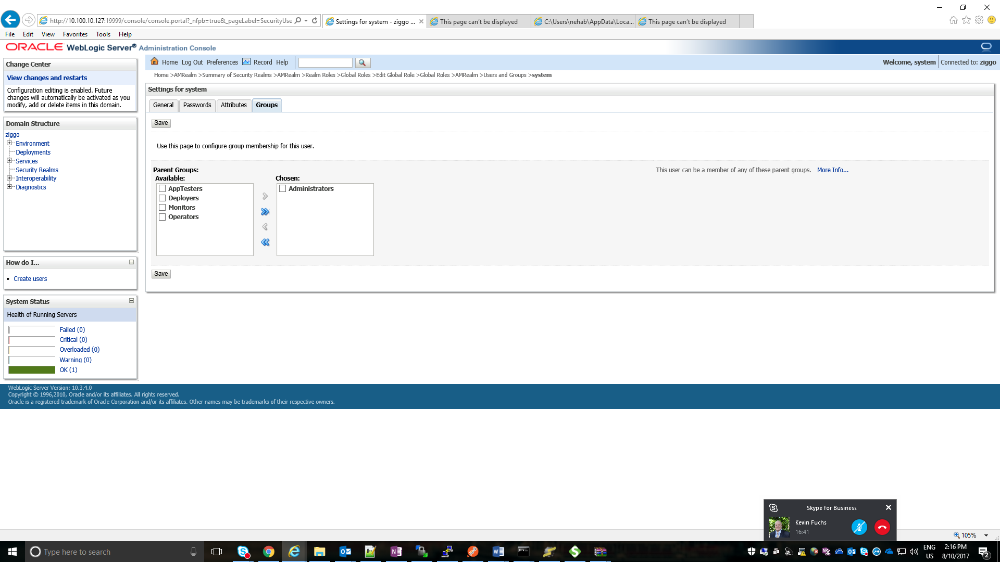 http://10.100.10.127:19999/console/console.portal?_nfpb=true&_pageLabel=SecurityUse
Settings for system - ziggo ...
This page can't be displayed
C:\Users\nehab\AppData\Loca...
This page can't be displayed
File Edit View Favorites Tools Help
ORACLE WebLogic Server® Administration Console
Change Center
View changes and restarts
Configuration editing is enabled. Future
changes will automatically be activated as you
modify, add or delete items in this domain.
Domain Structure
ziggo
Environment
Deployments
Services
Security Realms
Interoperability
Diagnostics
How do I...
Create users
System Status
Health of Running Servers
Failed (0)
Critical (0)
Overloaded (0)
Warning (0)
OK (1)
Home Log Out Preferences Record Help
Welcome, system Connected to: ziggo
Home >AMRealm >Summary of Security Realms >AMRealm >Realm Roles >Global Roles >Edit Global Role >Global Roles >AMRealm >Users and Groups >system
Settings for system
General Passwords Attributes Groups
Save
Use this page to configure group membership for this user.
Parent Groups:
Available:
AppTesters
Deployers
Monitors
Operators
Chosen:
Administrators
This user can be a member of any of these parent groups. More Info...
Save
WebLogic Server Version: 10.3.4.0
Copyright © 1996,2010, Oracle and/or its affiliates. All rights reserved.
Oracle is a registered trademark of Oracle Corporation and/or its affiliates. Other names may be trademarks of their respective owners.
Skype for Business
Kevin Fuchs
16:41
105%
Type here to search
ENG
US
2:16 PM
8/10/2017
2